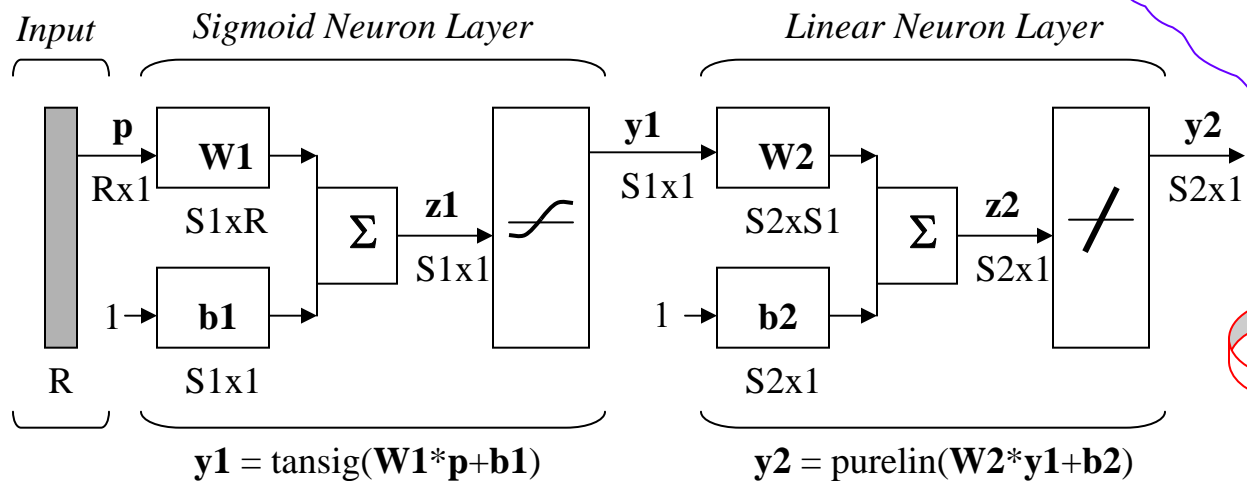 Input
Sigmoid Neuron Layer
Linear Neuron Layer
p
y1
y2
W1
W2
Rx1
S1x1
S2x1
S1xR
z1
S2xS1
z2
Σ
Σ
S1x1
S2x1
1
b1
1
b2
R
S1x1
S2x1
y1 = tansig(W1*p+b1)
y2 = purelin(W2*y1+b2)